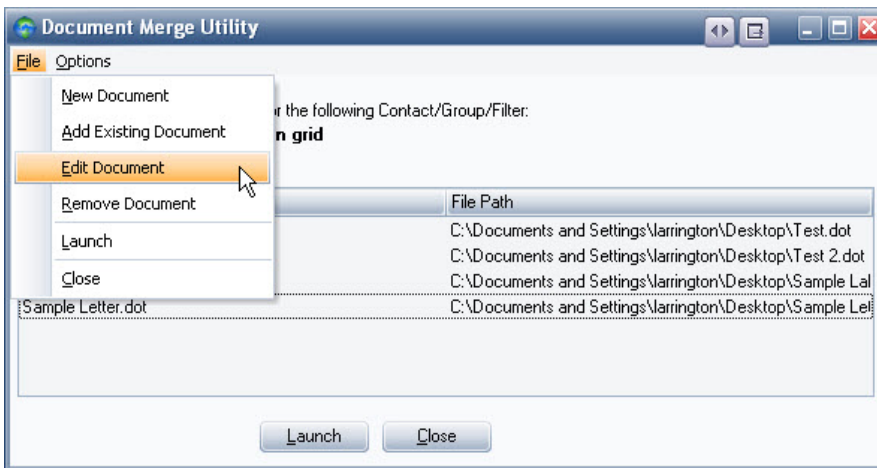 Document Merge Utility
File Options
New Document
Add Existing Document
Edit Document
Remove Document
Launch
Close
r the following Contact/Group/Filter:
n grid
File Path
C:\Documents and Settings\larrington\Desktop\Test.dot
C:\Documents and Settings\larrington\Desktop\Test 2.dot
C:\Documents and Settings\larrington\Desktop\Sample Lal
Sample Letter.dot C:\Documents and Settings\larrington\Desktop\Sample Let
Launch Close